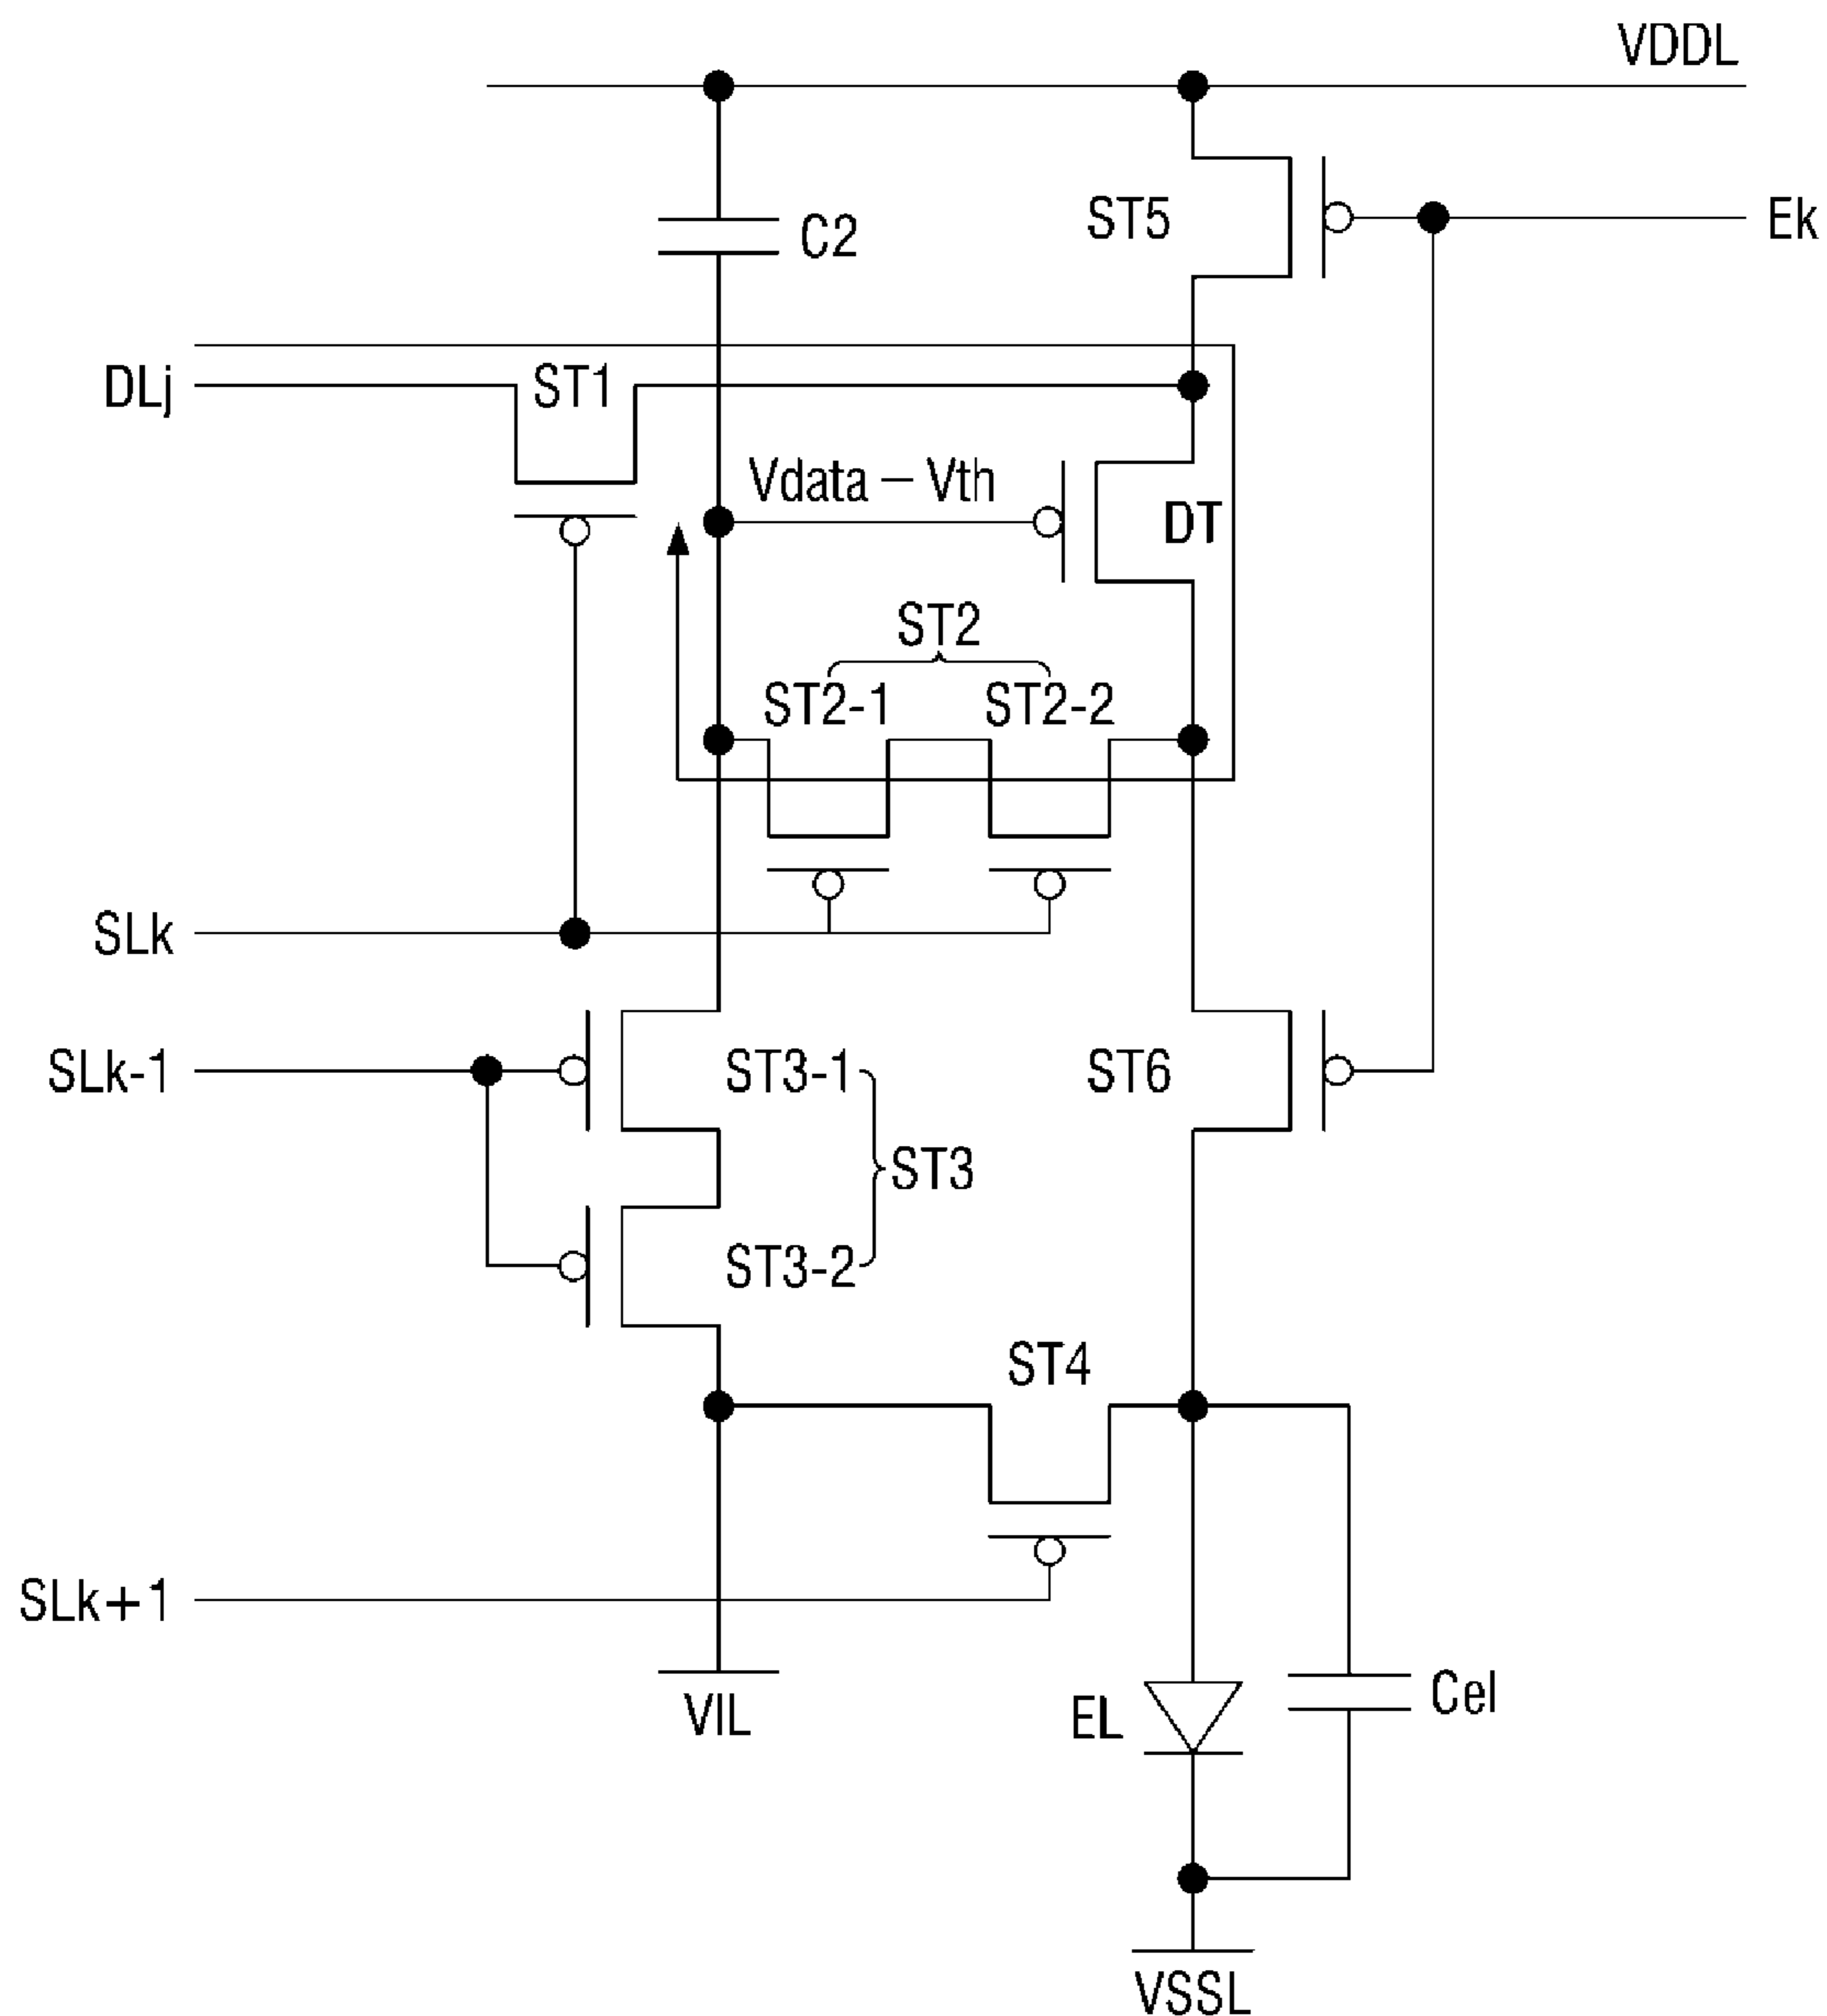 VDDL
ST5
Ek
C2
DLj
ST1
Vdata – Vth
DT
ST2
ST2-1
ST2-2
SLk
SLk-1
ST3-1
ST6
ST3
ST3-2
ST4
SLk+1
VIL
EL
Cel
VSSL